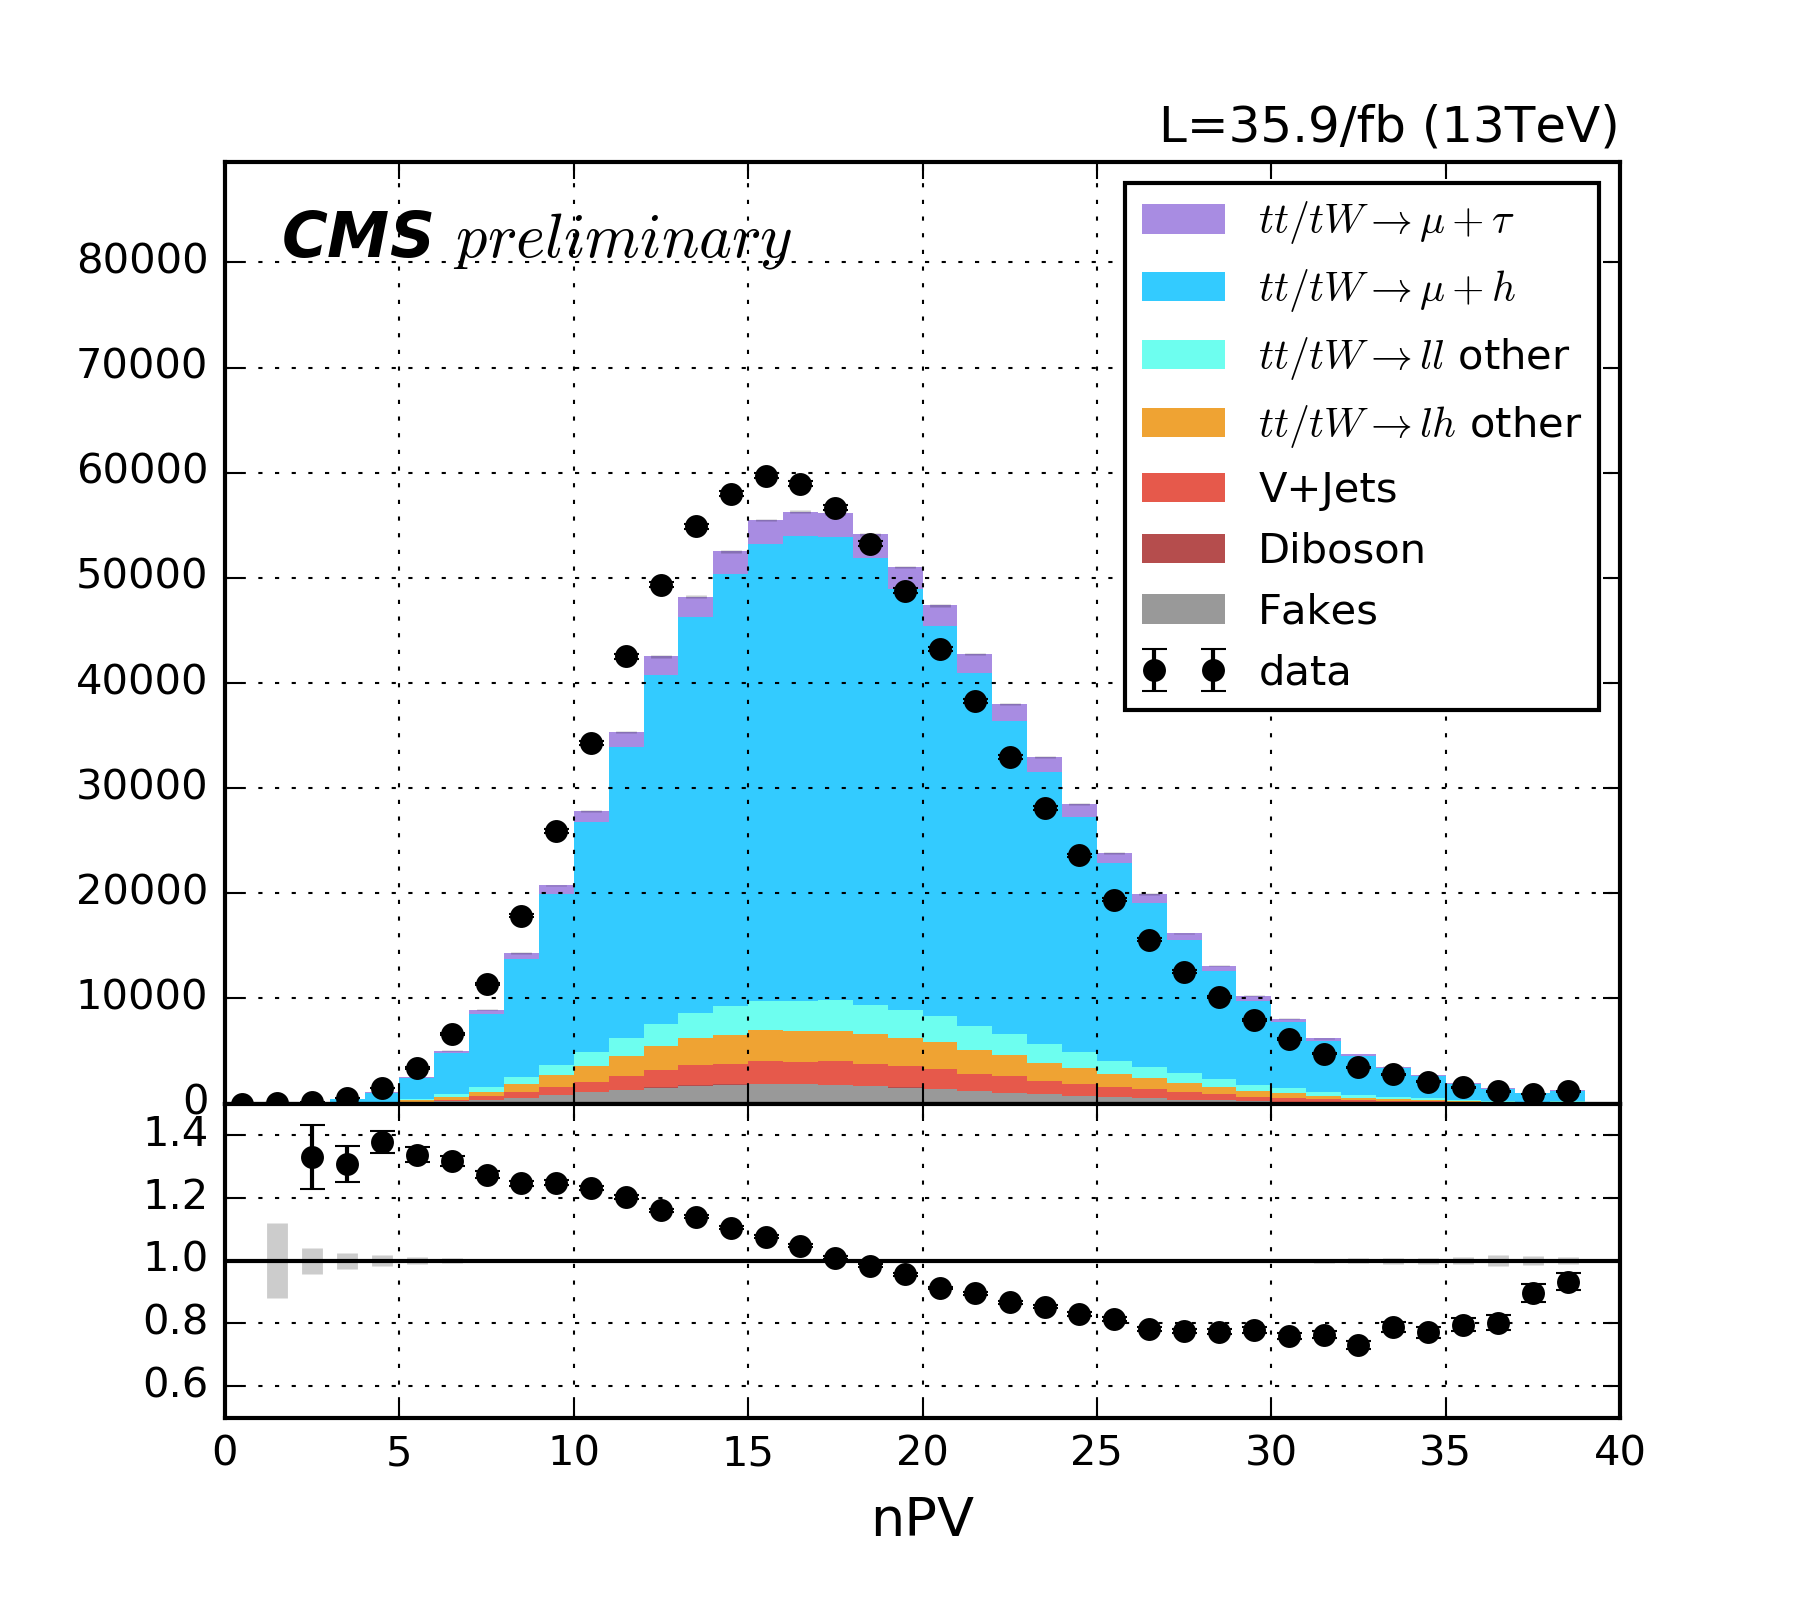 L=35.9/fb (13TeV)
CMS preliminary
tt/tW→μ+τ
tt/tW→μ+h
tt/tW→ll other
tt/tW→lh other
V+Jets
Diboson
Fakes
data
80000
70000
60000
50000
40000
30000
20000
10000
0
1.4
1.2
1.0
0.8
0.6
0 5 10 15 20 25 30 35 40
nPV